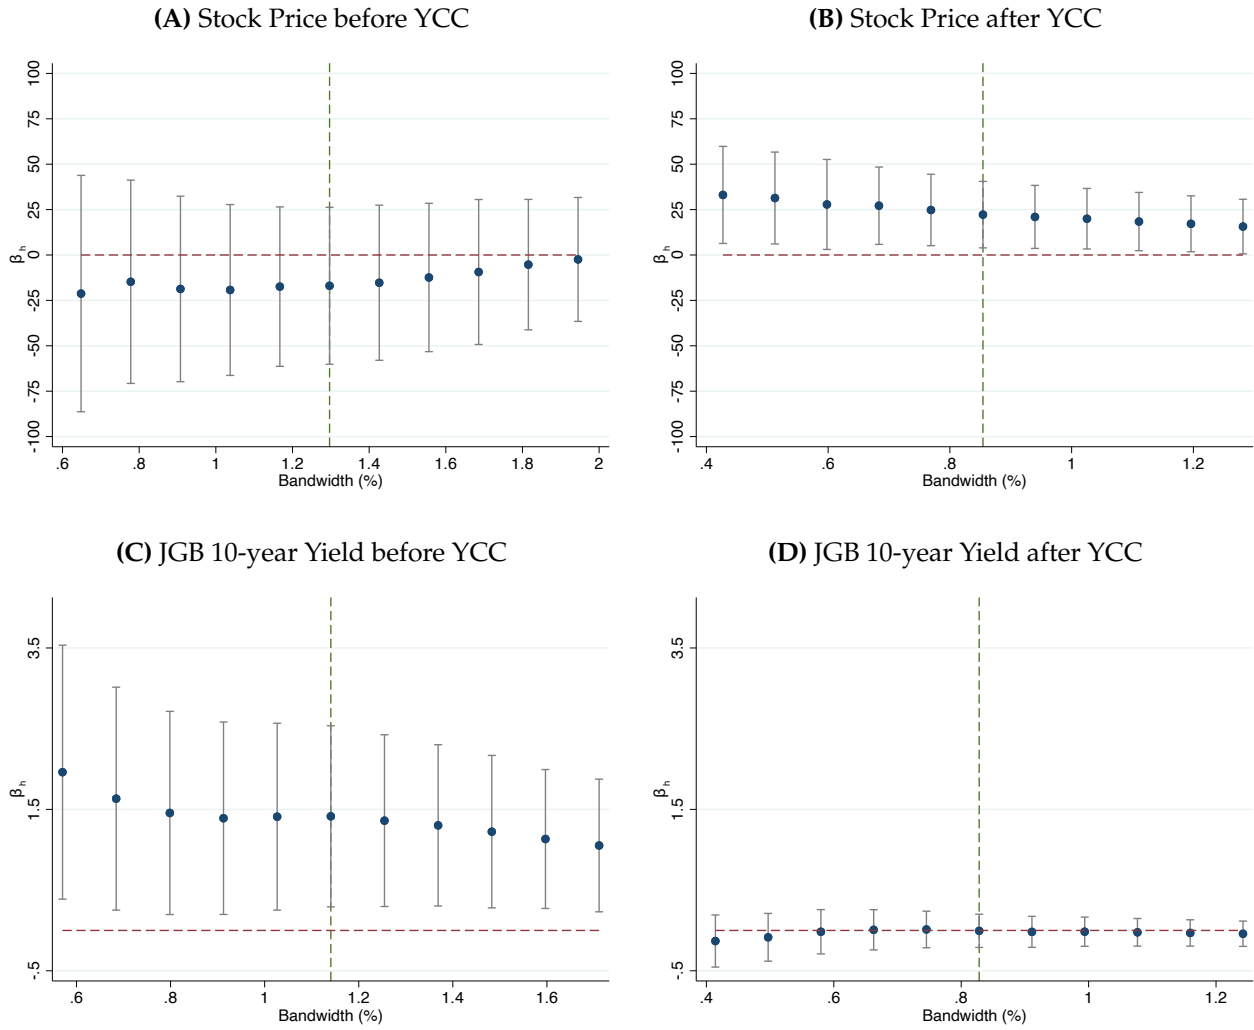 (A) Stock Price before YCC
100
75
50
25
0
-25
-50
-75
-100
βh
.6 .8 1 1.2 1.4 1.6 1.8 2
Bandwidth (%)
(B) Stock Price after YCC
100
75
50
25
0
-25
-50
-75
-100
βh
.4 .6 .8 1 1.2
Bandwidth (%)
(C) JGB 10-year Yield before YCC
3.5
1.5
-.5
βh
.6 .8 1 1.2 1.4 1.6
Bandwidth (%)
(D) JGB 10-year Yield after YCC
3.5
1.5
-.5
βh
.4 .6 .8 1 1.2
Bandwidth (%)